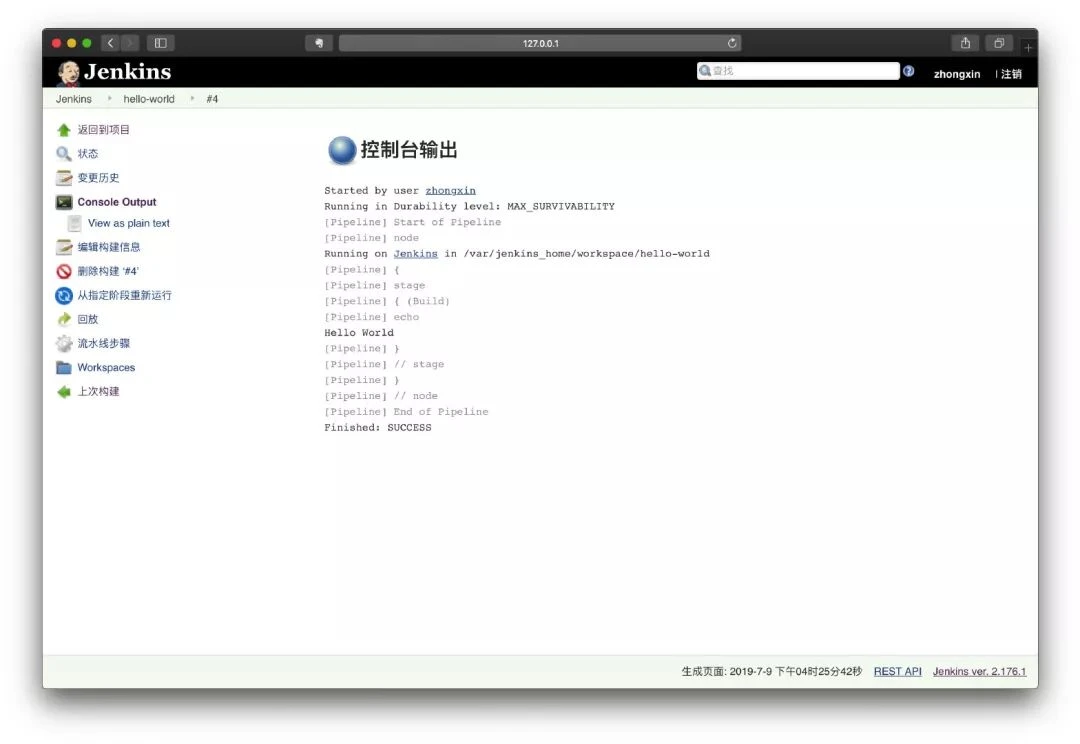 127.0.0.1
Jenkins
查找
zhongxin
注销
Jenkins hello-world #4
返回到项目
状态
变更历史
Console Output
View as plain text
编辑构建信息
删除构建 '#4'
从指定阶段重新运行
回放
流水线步骤
Workspaces
上次构建
控制台输出
Started by user zhongxin
Running in Durability level: MAX_SURVIVABILITY
[Pipeline] Start of Pipeline
[Pipeline] node
Running on Jenkins in /var/jenkins_home/workspace/hello-world
[Pipeline] {
[Pipeline] stage
[Pipeline] { (Build)
[Pipeline] echo
Hello World
[Pipeline] }
[Pipeline] // stage
[Pipeline] }
[Pipeline] // node
[Pipeline] End of Pipeline
Finished: SUCCESS
生成页面: 2019-7-9 下午04时25分42秒 REST API Jenkins ver. 2.176.1